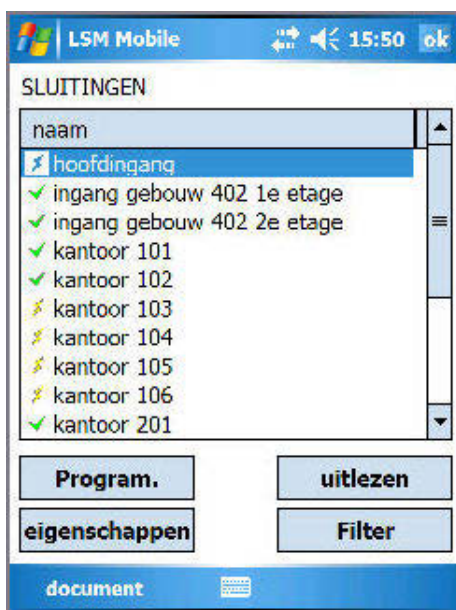 LSM Mobile 15:50 ok
SLUITINGEN
naam
hoofdingang
ingang gebouw 402 1e etage
ingang gebouw 402 2e etage
kantoor 101
kantoor 102
kantoor 103
kantoor 104
kantoor 105
kantoor 106
kantoor 201
Program. uitlezen
eigenschappen Filter
document